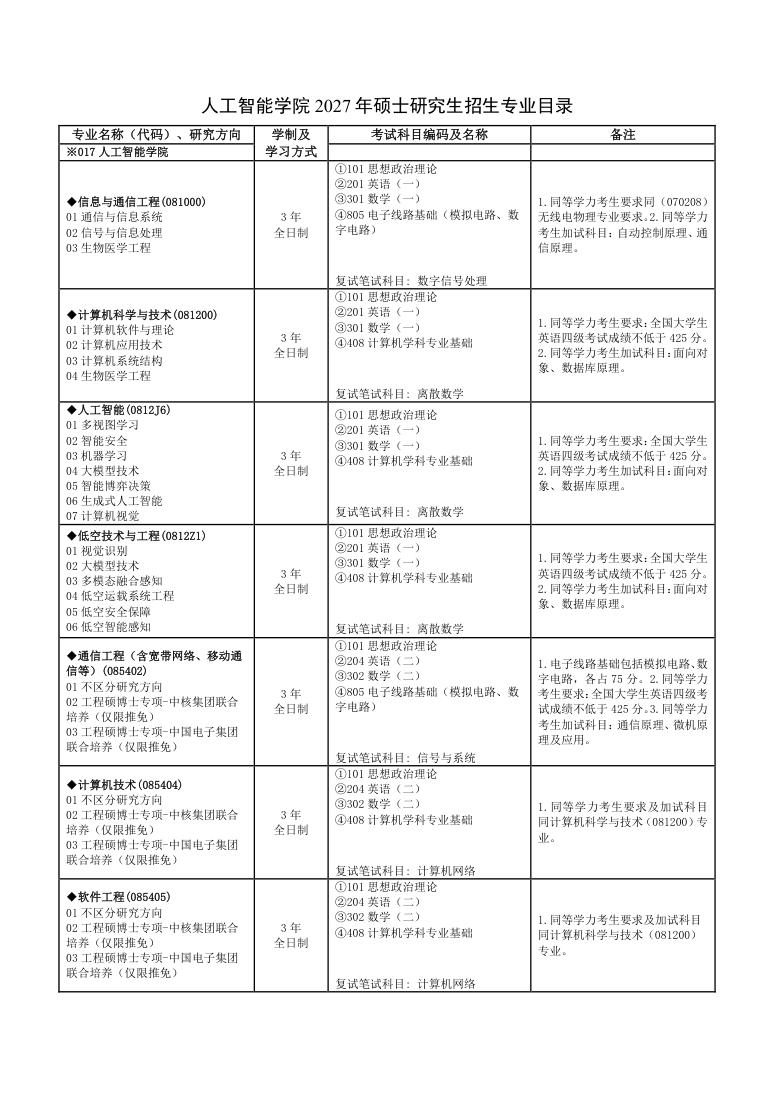 人工智能学院 2027 年硕士研究生招生专业目录
专业名称（代码）、研究方向
学制及
学习方式
考试科目编码及名称
备注
※017 人工智能学院
◆信息与通信工程(081000)
01 通信与信息系统
02 信号与信息处理
03 生物医学工程
3 年
全日制
①101 思想政治理论
②201 英语（一）
③301 数学（一）
④805 电子线路基础（模拟电路、数
字电路）
复试笔试科目：数字信号处理
1.同等学力考生要求同（070208）
无线电物理专业要求。2.同等学力
考生加试科目：自动控制原理、通
信原理。
◆计算机科学与技术(081200)
01 计算机软件与理论
02 计算机应用技术
03 计算机系统结构
04 生物医学工程
3 年
全日制
①101 思想政治理论
②201 英语（一）
③301 数学（一）
④408 计算机学科专业基础
复试笔试科目：离散数学
1.同等学力考生要求：全国大学生
英语四级考试成绩不低于 425 分。
2.同等学力考生加试科目：面向对
象、数据库原理。
◆人工智能(0812J6)
01 多视图学习
02 智能安全
03 机器学习
04 大模型技术
05 智能博弈决策
06 生成式人工智能
07 计算机视觉
3 年
全日制
①101 思想政治理论
②201 英语（一）
③301 数学（一）
④408 计算机学科专业基础
复试笔试科目：离散数学
1.同等学力考生要求：全国大学生
英语四级考试成绩不低于 425 分。
2.同等学力考生加试科目：面向对
象、数据库原理。
◆低空技术与工程(0812Z1)
01 视觉识别
02 大模型技术
03 多模态融合感知
04 低空运载系统工程
05 低空安全保障
06 低空智能感知
3 年
全日制
①101 思想政治理论
②201 英语（一）
③301 数学（一）
④408 计算机学科专业基础
复试笔试科目：离散数学
1.同等学力考生要求：全国大学生
英语四级考试成绩不低于 425 分。
2.同等学力考生加试科目：面向对
象、数据库原理。
◆通信工程（含宽带网络、移动通
信等）(085402)
01 不区分研究方向
02 工程硕博士专项-中核集团联合
培养（仅限推免）
03 工程硕博士专项-中国电子集团
联合培养（仅限推免）
3 年
全日制
①101 思想政治理论
②204 英语（二）
③302 数学（二）
④805 电子线路基础（模拟电路、数
字电路）
复试笔试科目：信号与系统
1.电子线路基础包括模拟电路、数
字电路，各占 75 分。2.同等学力
考生要求：全国大学生英语四级考
试成绩不低于 425 分。3.同等学力
考生加试科目：通信原理、微机原
理及应用。
◆计算机技术(085404)
01 不区分研究方向
02 工程硕博士专项-中核集团联合
培养（仅限推免）
03 工程硕博士专项-中国电子集团
联合培养（仅限推免）
3 年
全日制
①101 思想政治理论
②204 英语（二）
③302 数学（二）
④408 计算机学科专业基础
复试笔试科目：计算机网络
1.同等学力考生要求及加试科目
同计算机科学与技术(081200)专
业。
◆软件工程(085405)
01 不区分研究方向
02 工程硕博士专项-中核集团联合
培养（仅限推免）
03 工程硕博士专项-中国电子集团
联合培养（仅限推免）
3 年
全日制
①101 思想政治理论
②204 英语（二）
③302 数学（二）
④408 计算机学科专业基础
复试笔试科目：计算机网络
1.同等学力考生要求及加试科目
同计算机科学与技术（081200）
专业。